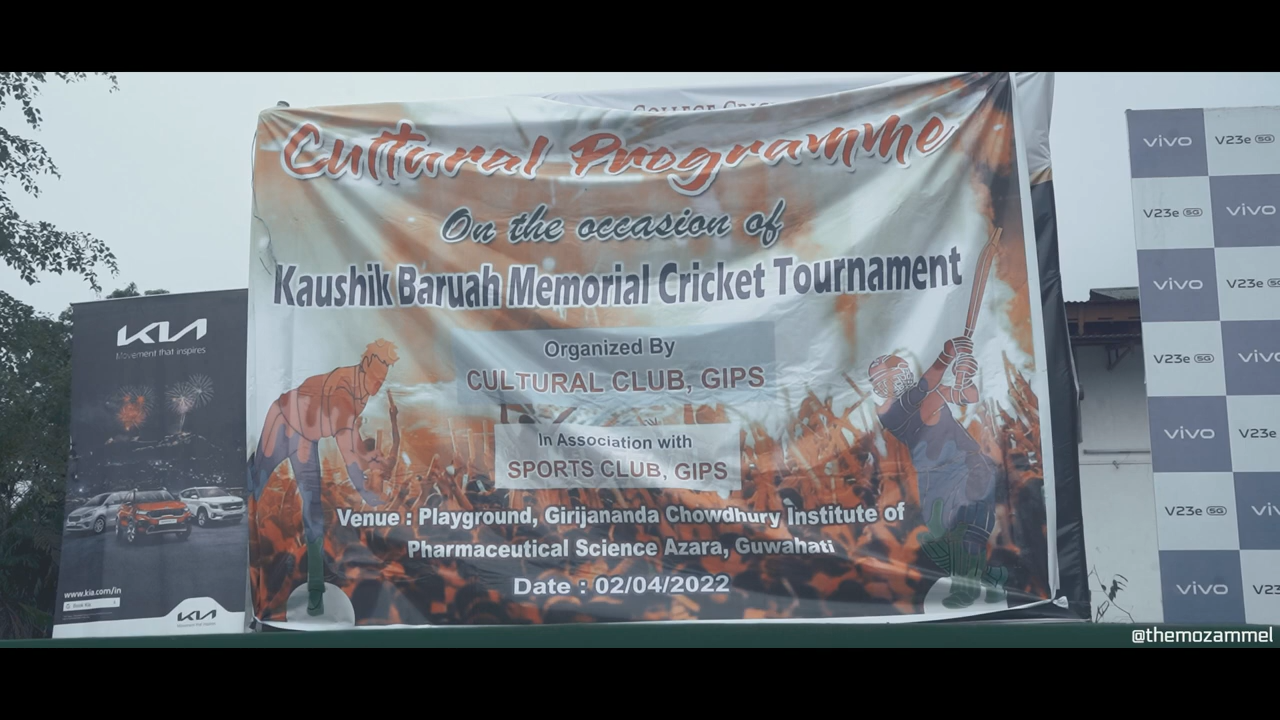 COLLEGE
Cultural Programme
On the occasion of
Kaushik Baruah Memorial Cricket Tournament
Organized By
CULTURAL CLUB, GIPS
In Association with
SPORTS CLUB, GIPS
Venue : Playground, Girijananda Chowdhury Institute of
Pharmaceutical Science Azara, Guwahati
Date : 02/04/2022
KIA
Movement that inspires
www.kia.com/in
KIA
vivo V23e 5G
V23e 5G vivo
vivo V23e 5G
V23e 5G vivo
vivo V23e
V23e 5G
vivo
@themozammel